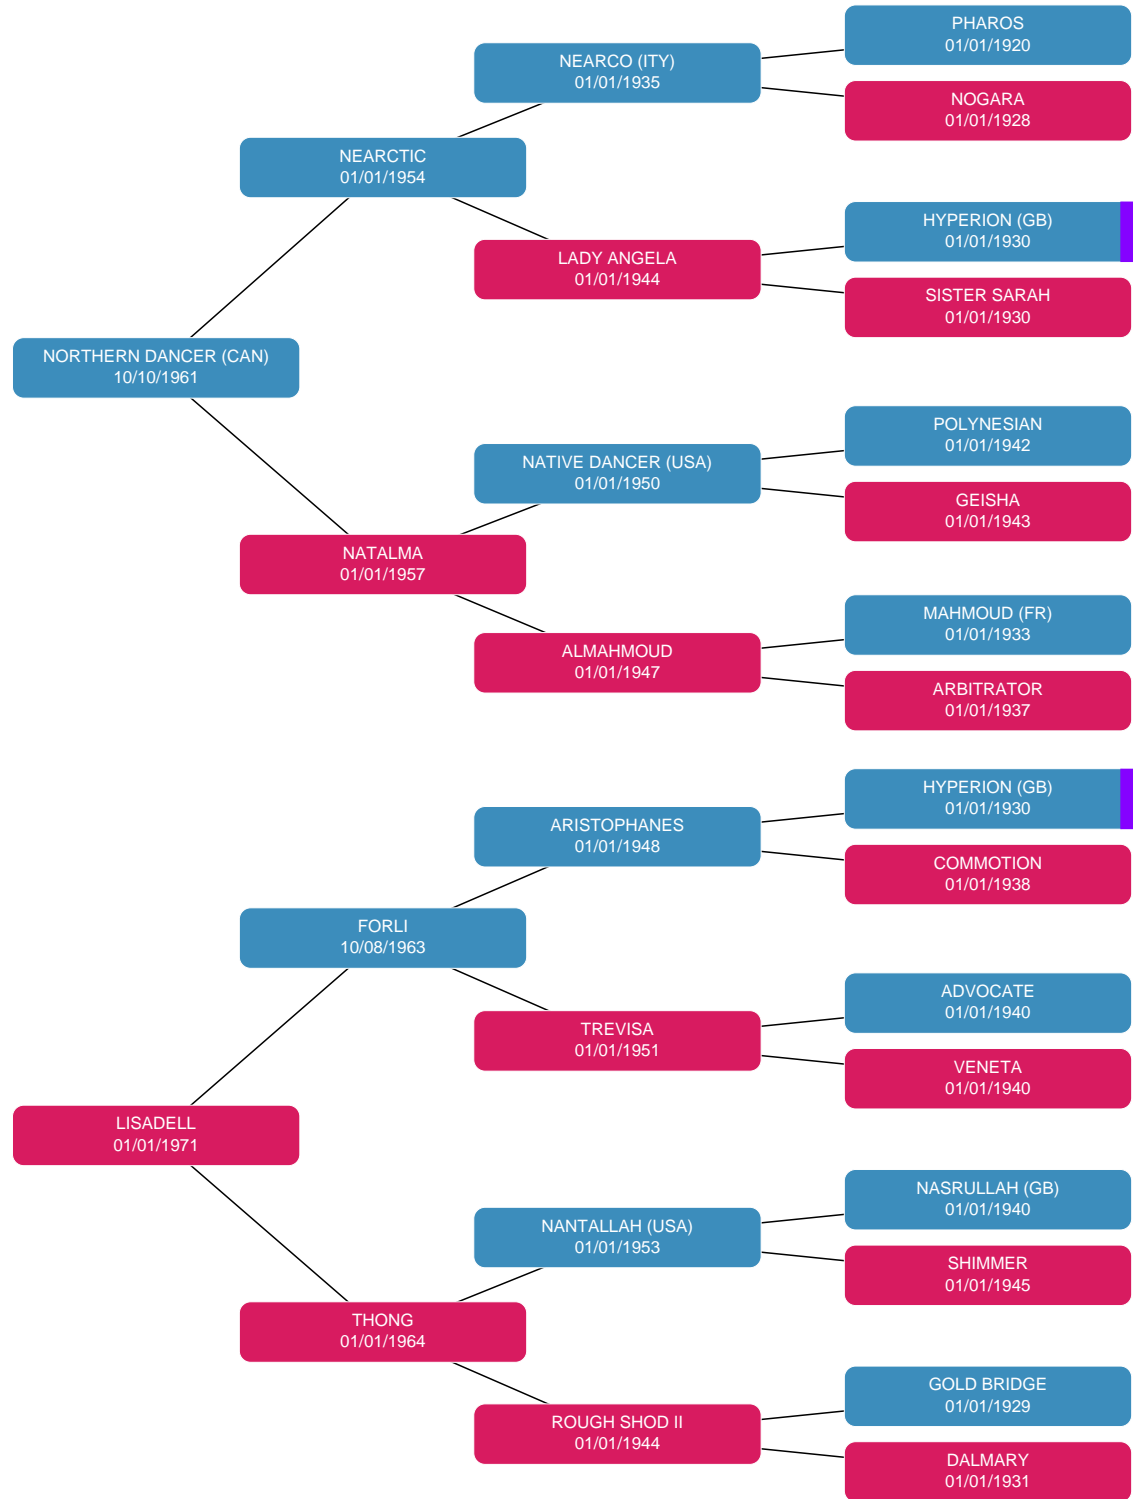 PHAROS
01/01/1920
NEARCO (ITY)
01/01/1935
NOGARA
01/01/1928
NEARCTIC
01/01/1954
HYPERION (GB)
01/01/1930
LADY ANGELA
01/01/1944
SISTER SARAH
01/01/1930
NORTHERN DANCER (CAN)
10/10/1961
POLYNESIAN
01/01/1942
NATIVE DANCER (USA)
01/01/1950
GEISHA
01/01/1943
NATALMA
01/01/1957
MAHMOUD (FR)
01/01/1933
ALMAHMOUD
01/01/1947
ARBITRATOR
01/01/1937
HYPERION (GB)
01/01/1930
ARISTOPHANES
01/01/1948
COMMOTION
01/01/1938
FORLI
10/08/1963
ADVOCATE
01/01/1940
TREVISA
01/01/1951
VENETA
01/01/1940
LISADELL
01/01/1971
NASRULLAH (GB)
01/01/1940
NANTALLAH (USA)
01/01/1953
SHIMMER
01/01/1945
THONG
01/01/1964
GOLD BRIDGE
01/01/1929
ROUGH SHOD II
01/01/1944
DALMARY
01/01/1931